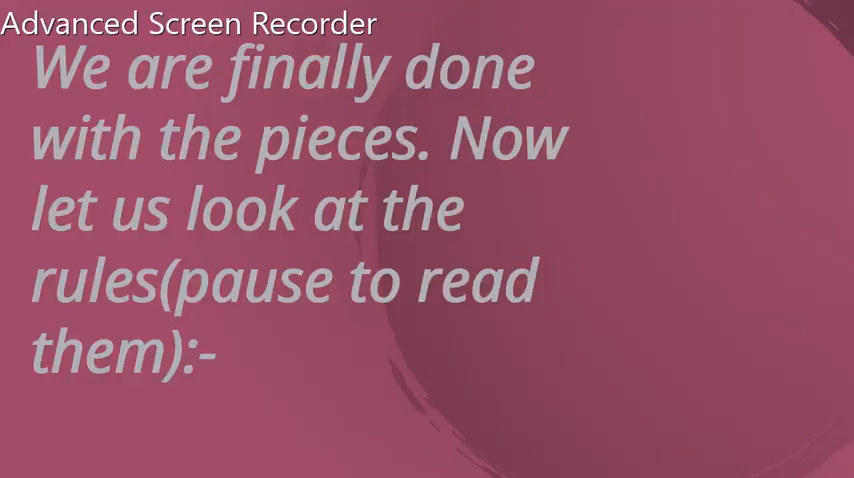 Advanced Screen Recorder
We are finally done
with the pieces. Now
let us look at the
rules(pause to read
them):-